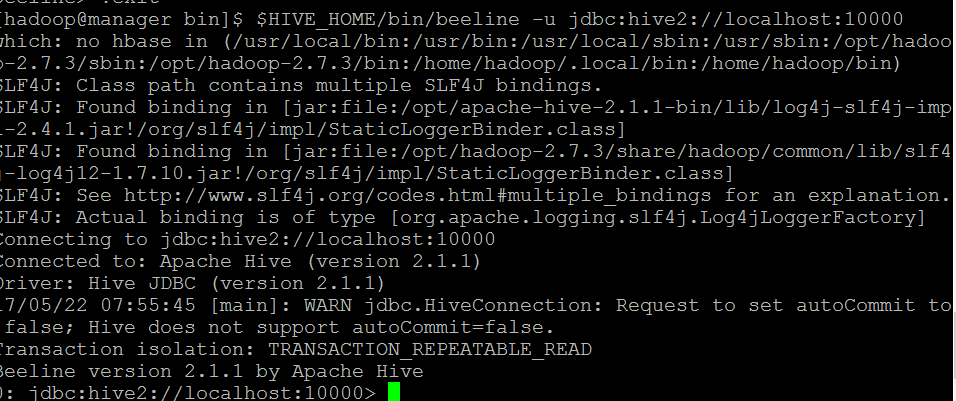 beeline> .exit
[hadoop@manager bin]$ $HIVE_HOME/bin/beeline -u jdbc:hive2://localhost:10000
which: no hbase in (/usr/local/bin:/usr/bin:/usr/local/sbin:/usr/sbin:/opt/hadoo
p-2.7.3/sbin:/opt/hadoop-2.7.3/bin:/home/hadoop/.local/bin:/home/hadoop/bin)
SLF4J: Class path contains multiple SLF4J bindings.
SLF4J: Found binding in [jar:file:/opt/apache-hive-2.1.1-bin/lib/log4j-slf4j-imp
l-2.4.1.jar!/org/slf4j/impl/StaticLoggerBinder.class]
SLF4J: Found binding in [jar:file:/opt/hadoop-2.7.3/share/hadoop/common/lib/slf4
j-log4j12-1.7.10.jar!/org/slf4j/impl/StaticLoggerBinder.class]
SLF4J: See http://www.slf4j.org/codes.html#multiple_bindings for an explanation.
SLF4J: Actual binding is of type [org.apache.logging.slf4j.Log4jLoggerFactory]
Connecting to jdbc:hive2://localhost:10000
Connected to: Apache Hive (version 2.1.1)
Driver: Hive JDBC (version 2.1.1)
17/05/22 07:55:45 [main]: WARN jdbc.HiveConnection: Request to set autoCommit to
 false; Hive does not support autoCommit=false.
Transaction isolation: TRANSACTION_REPEATABLE_READ
Beeline version 2.1.1 by Apache Hive
0: jdbc:hive2://localhost:10000>